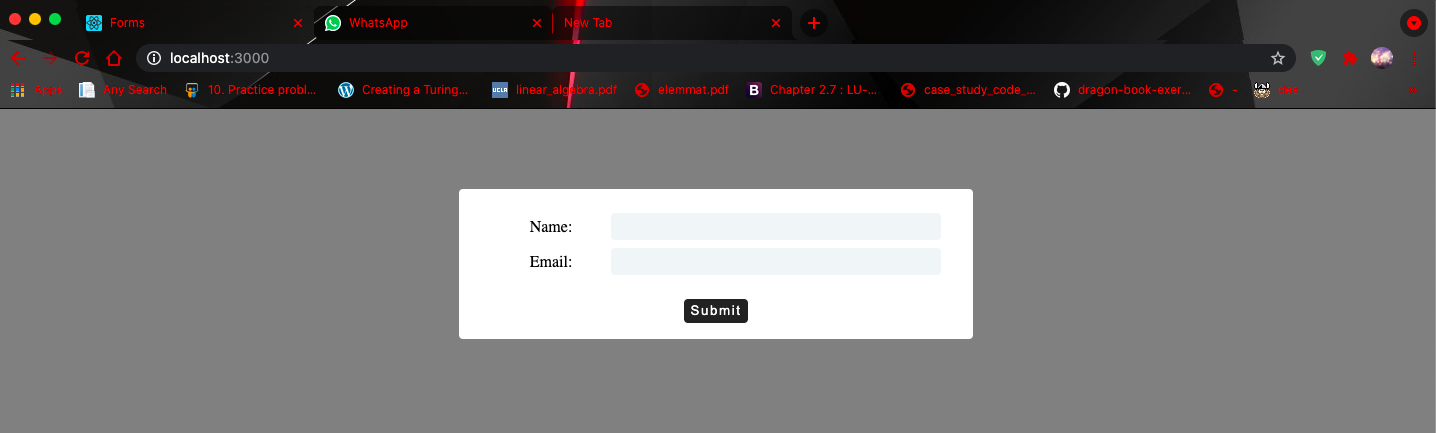 Forms WhatsApp New Tab
localhost:3000
Apps Any Search 10. Practice probl... Creating a Turing... UCLR linear_algebra.pdf elemmat.pdf B Chapter 2.7 : LU-... case_study_code_... dragon-book-exer... -
Name:
Email:
Submit